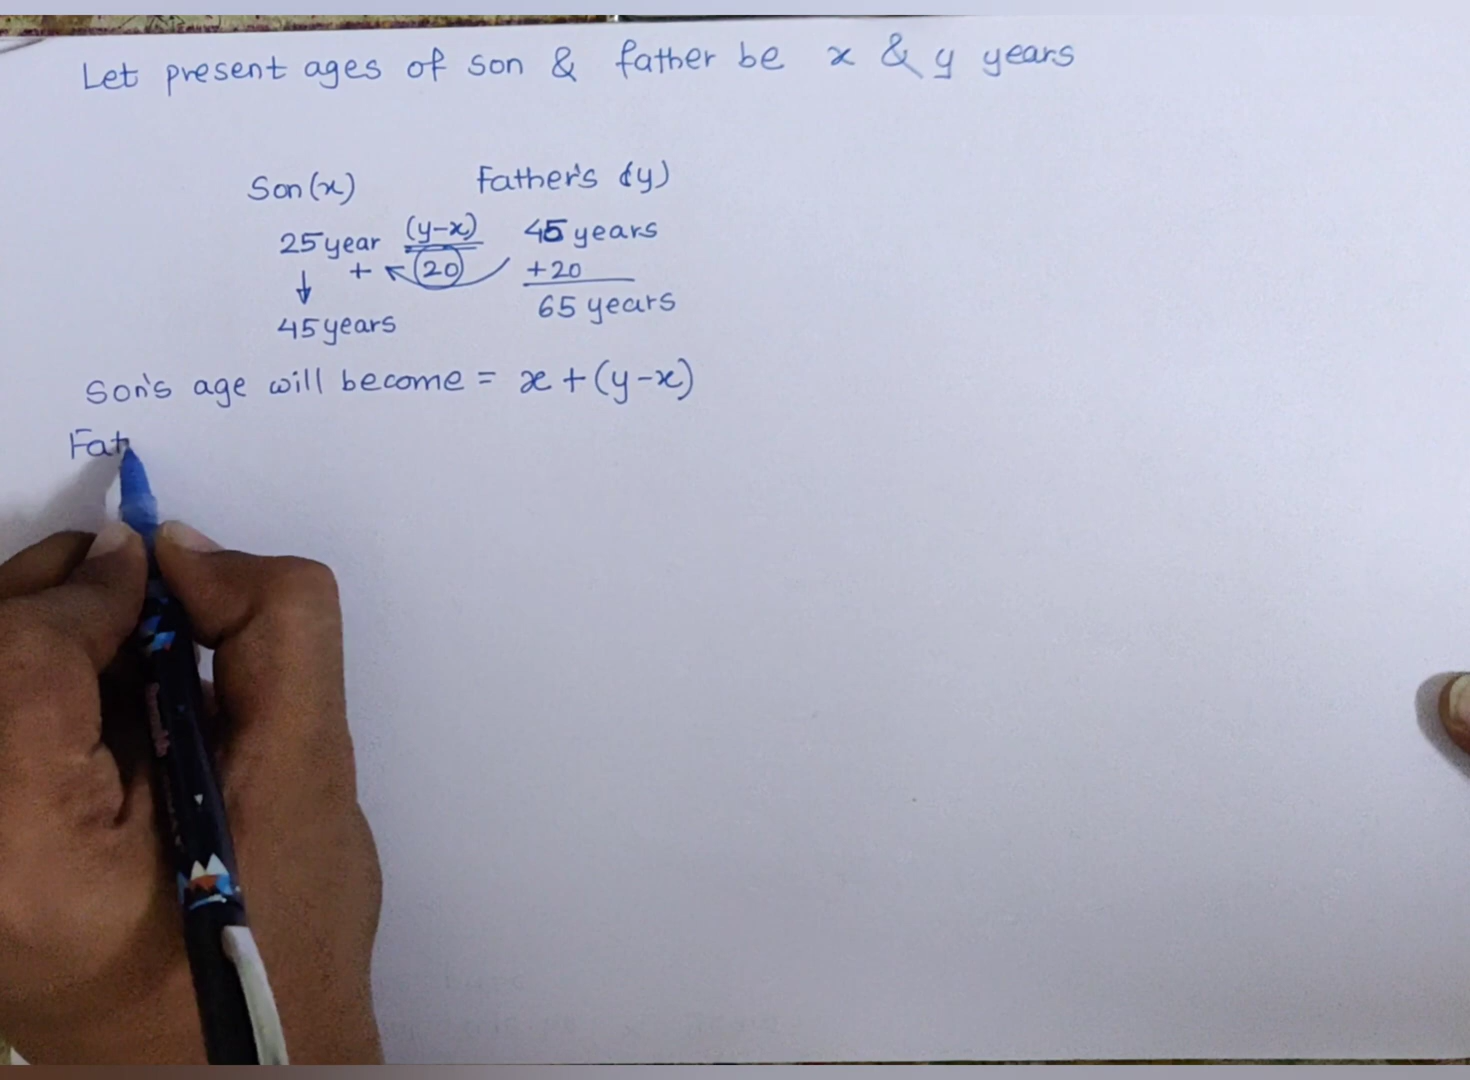 Let present ages of son & father be x & y years
Son(x) Father's (y)
25 year (y-x) 45 years
+ 20 +20
↓ 65 years
45 years
Son's age will become = x+(y-x)
Fat